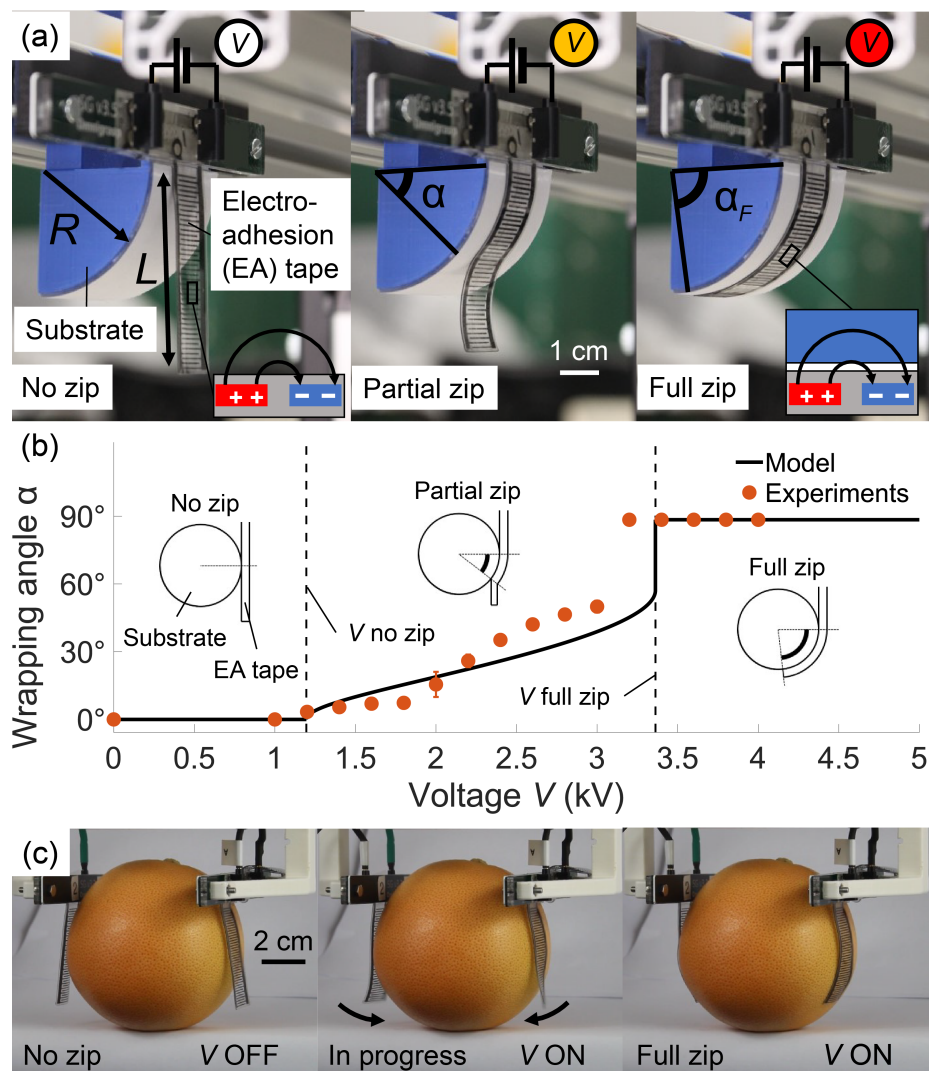 (a)
V
V
V
R
L
Electro-
adhesion
(EA) tape
Substrate
No zip
+ +
− −
α
Partial zip
1 cm
αF
Full zip
+ +
− −
(b)
Wrapping angle α
90°
60°
30°
0°
No zip
Substrate
EA tape
V no zip
Partial zip
V full zip
Model
Experiments
Full zip
0 0.5 1 1.5 2 2.5 3 3.5 4 4.5 5
Voltage V (kV)
(c)
2 cm
No zip
V OFF
In progress
V ON
Full zip
V ON